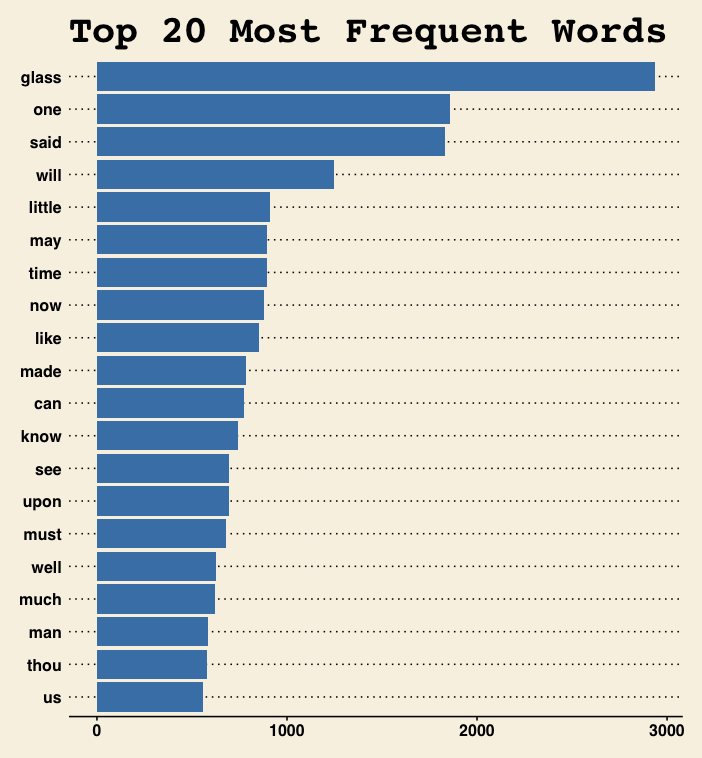 Top 20 Most Frequent Words
glass
one
said
will
little
may
time
now
like
made
can
know
see
upon
must
well
much
man
thou
us
0 1000 2000 3000